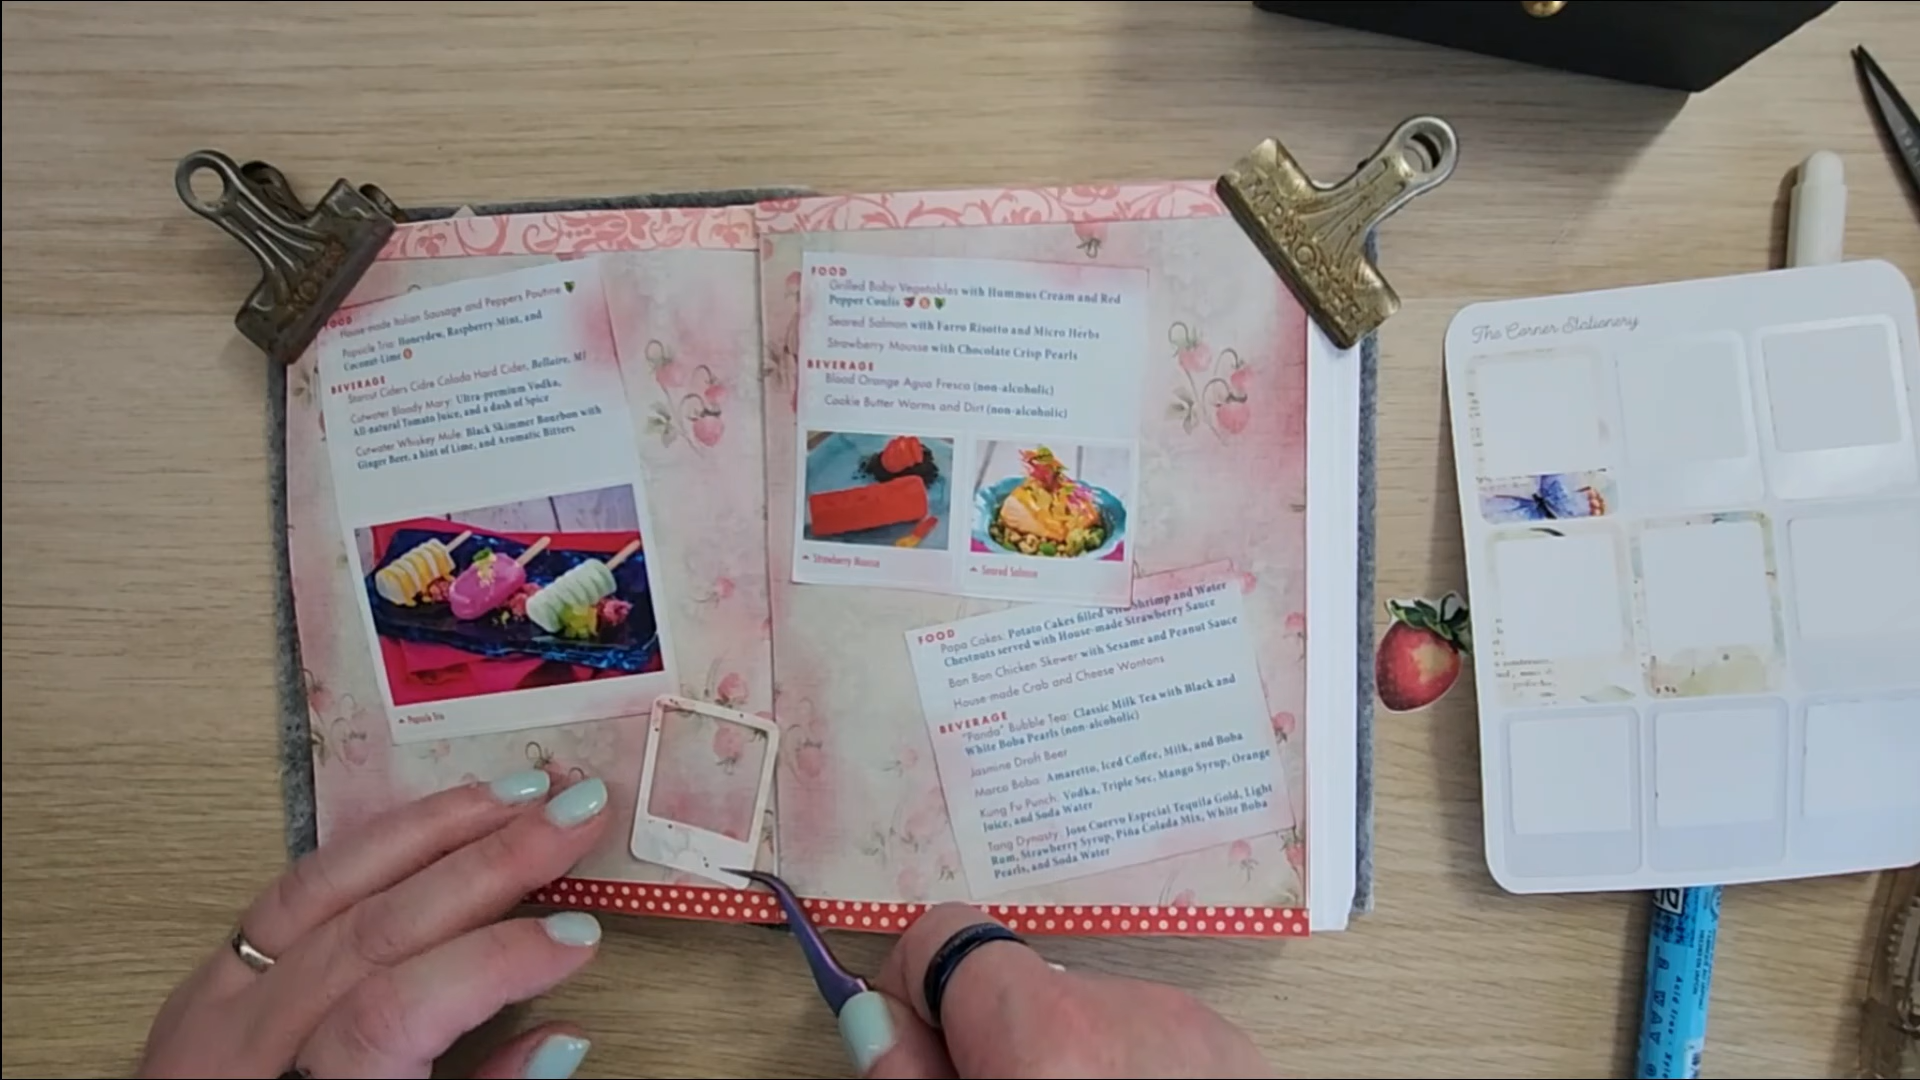 FOOD
House-made Italian Sausage and Peppers Poutine
Popsicle Trio: Honeydew, Raspberry-Mint, and
Coconut-Lime
BEVERAGE
Starcut Ciders Cidre Colada Hard Cider, Bellaire, MI
Cutwater Bloody Mary: Ultra-premium Vodka,
All-natural Tomato Juice, and a dash of Spice
Cutwater Whiskey Mule: Black Skimmer Bourbon with
Ginger Beer, a hint of Lime, and Aromatic Bitters
Popsicle Trio
FOOD
Grilled Baby Vegetables with Hummus Cream and Red
Pepper Coulis
Seared Salmon with Farro Risotto and Micro Herbs
Strawberry Mousse with Chocolate Crisp Pearls
BEVERAGE
Blood Orange Agua Fresca (non-alcoholic)
Cookie Butter Worms and Dirt (non-alcoholic)
Strawberry Mousse
Seared Salmon
FOOD
Papa Cakes: Potato Cakes filled with Shrimp and Water
Chestnuts served with House-made Strawberry Sauce
Bon Bon Chicken Skewer with Sesame and Peanut Sauce
House-made Crab and Cheese Wontons
BEVERAGE
"Panda" Bubble Tea: Classic Milk Tea with Black and
White Boba Pearls (non-alcoholic)
Jasmine Draft Beer
Marco Boba: Amaretto, Iced Coffee, Milk, and Boba
Kung Fu Punch: Vodka, Triple Sec, Mango Syrup, Orange
Juice, and Soda Water
Tang Dynasty: Jose Cuervo Especial Tequila Gold, Light
Rum, Strawberry Syrup, Piña Colada Mix, White Boba
Pearls, and Soda Water
The Corner Stationery